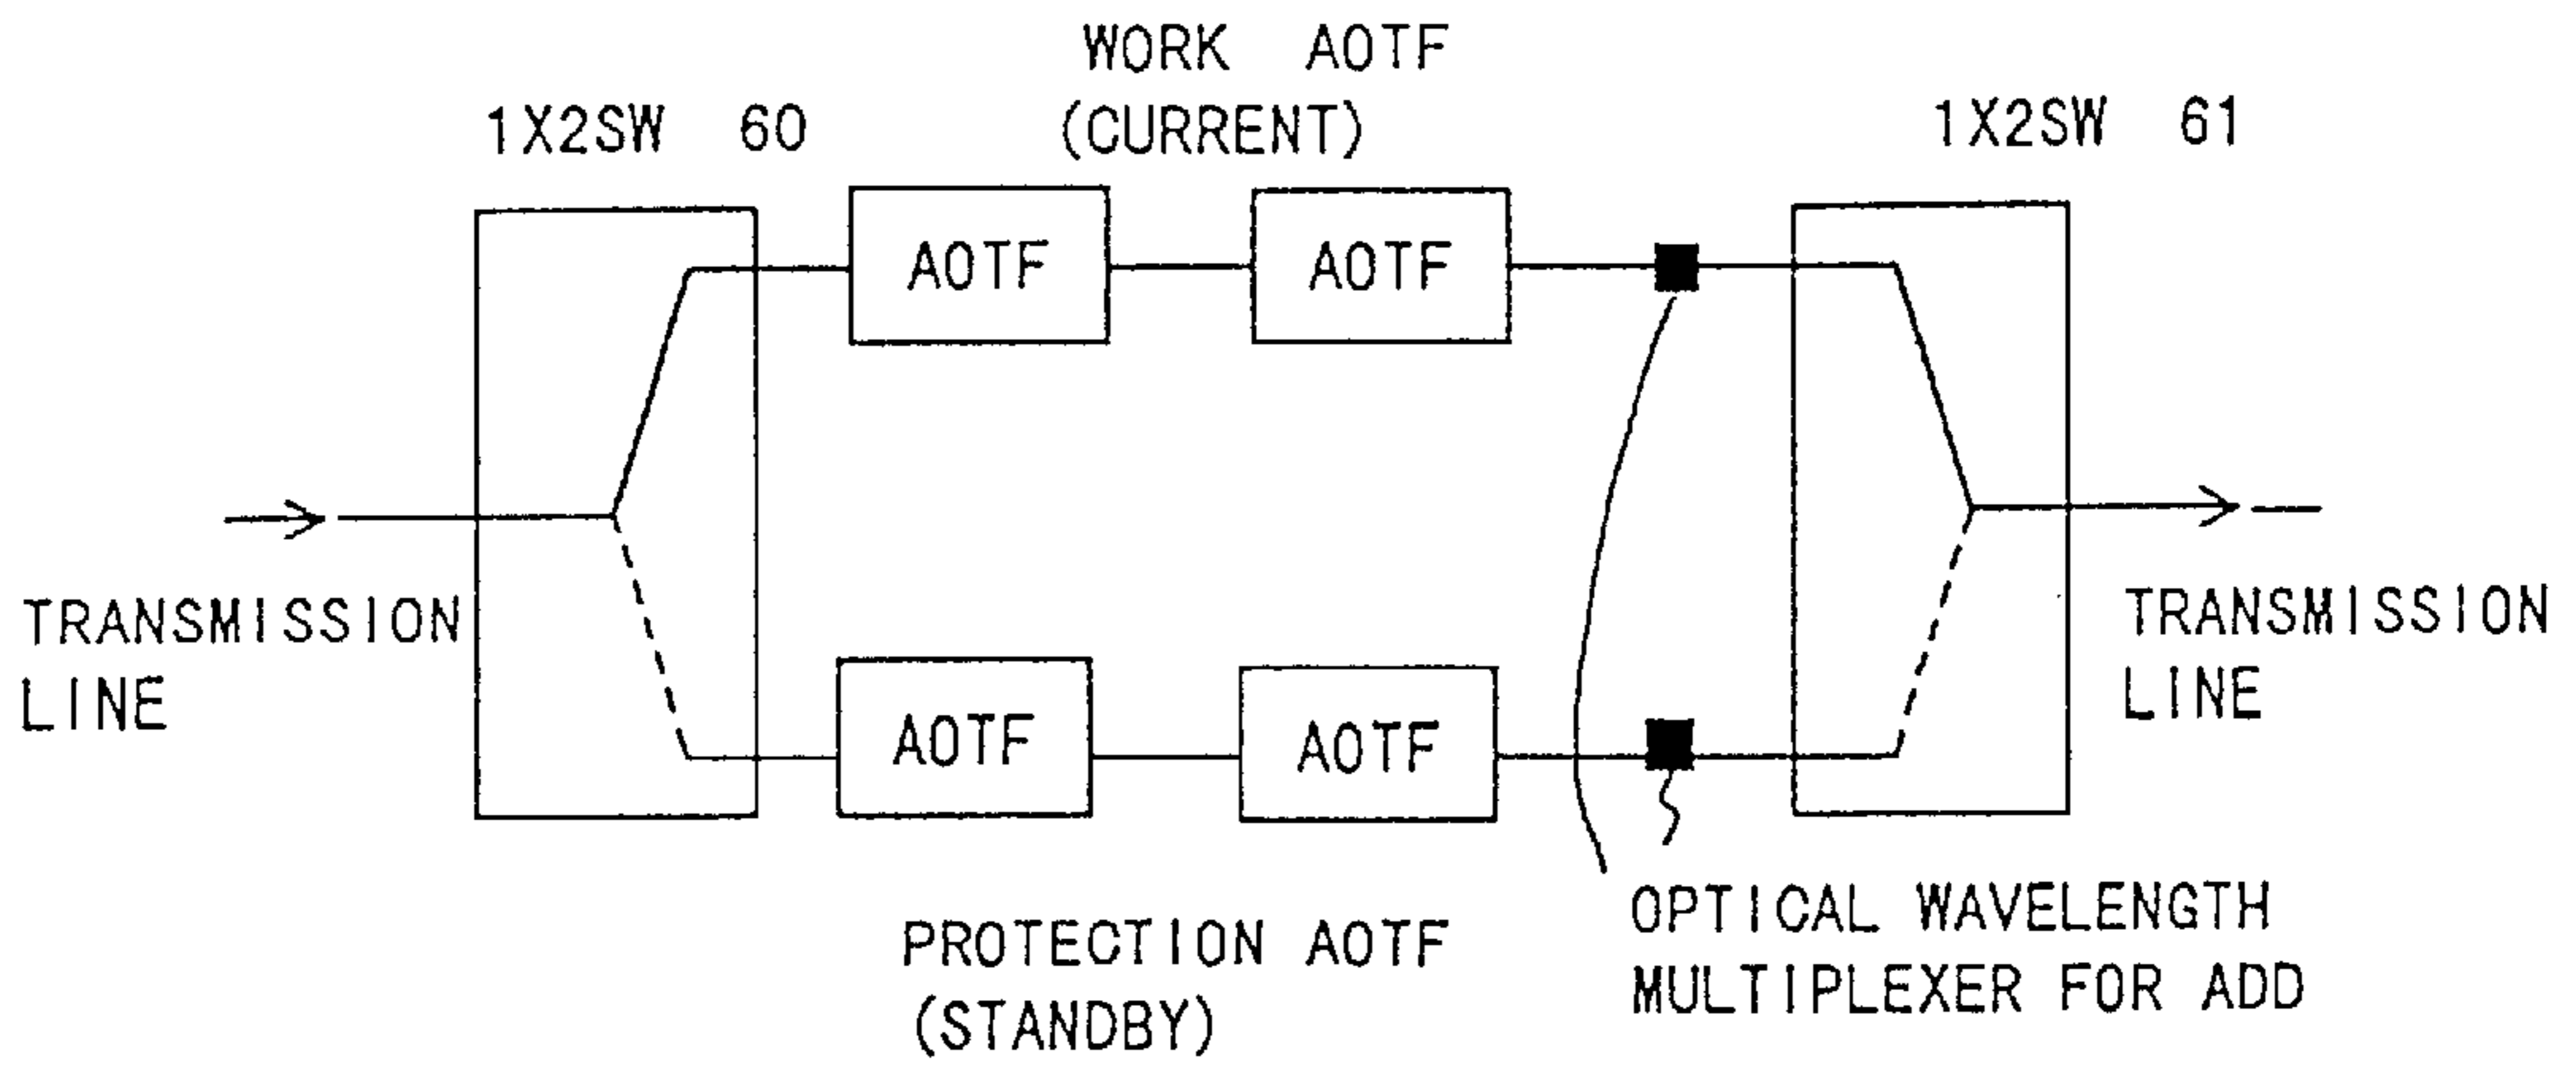 WORK AOTF
(CURRENT)
1X2SW 60
1X2SW 61
AOTF
AOTF
TRANSMISSION
LINE
TRANSMISSION
LINE
AOTF
AOTF
PROTECTION AOTF
(STANDBY)
OPTICAL WAVELENGTH
MULTIPLEXER FOR ADD